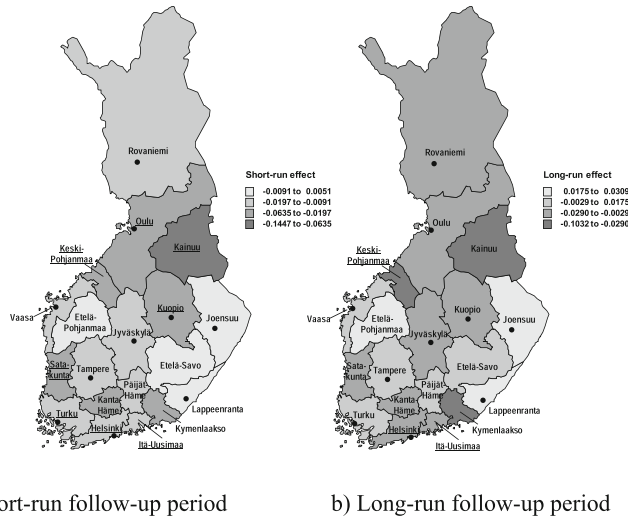 Rovaniemi
Short-run effect
-0.0091 to 0.0051
-0.0197 to -0.0091
-0.0635 to -0.0197
-0.1447 to -0.0635
Oulu
Keski-
Pohjanmaa
Kainuu
Vaasa
Etelä-
Pohjanmaa
Kuopio
Joensuu
Jyväskylä
Etelä-Savo
Sata-
kunta
Tampere
Päijät-
Häme
Kanta-
Häme
Lappeenranta
Turku
Helsinki
Kymenlaakso
Itä-Uusimaa
ort-run follow-up period
Rovaniemi
Long-run effect
0.0175 to 0.0309
-0.0029 to 0.0175
-0.0290 to -0.0029
-0.1032 to -0.0290
Oulu
Keski-
Pohjanmaa
Kainuu
Vaasa
Etelä-
Pohjanmaa
Kuopio
Joensuu
Jyväskylä
Etelä-Savo
Sata-
kunta
Tampere
Päijät-
Häme
Kanta-
Häme
Lappeenranta
Turku
Helsinki
Kymenlaakso
Itä-Uusimaa
b) Long-run follow-up period